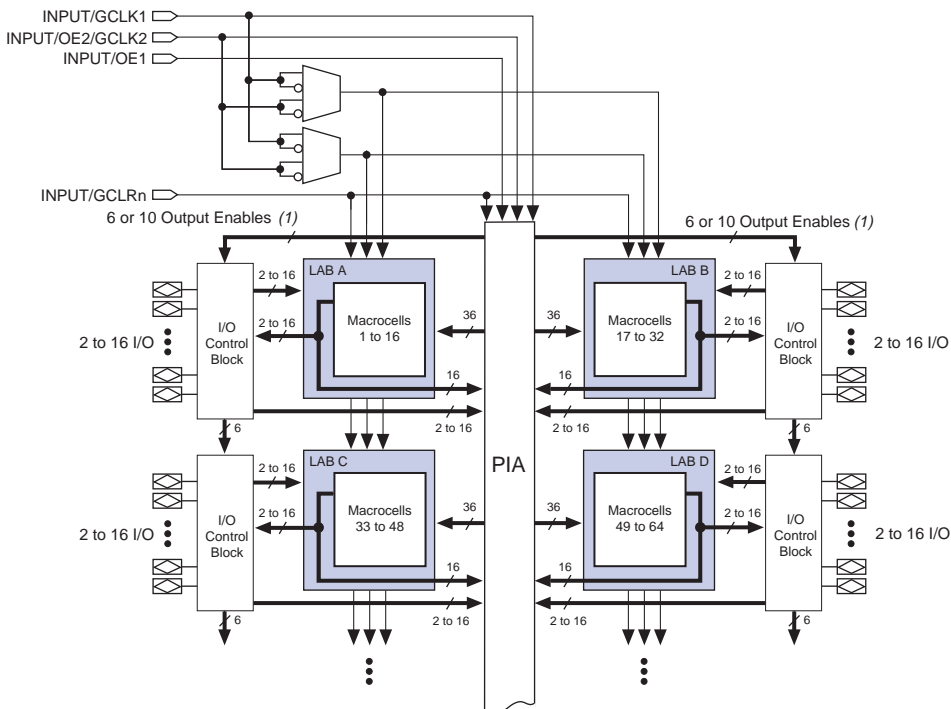 INPUT/GCLK1
INPUT/OE2/GCLK2
INPUT/OE1
INPUT/GCLRn
6 or 10 Output Enables (1)
6 or 10 Output Enables (1)
LAB A
LAB B
2 to 16
2 to 16
36
36
2 to 16
2 to 16
Macrocells
1 to 16
Macrocells
17 to 32
2 to 16 I/O
I/O
Control
Block
I/O
Control
Block
2 to 16 I/O
16
16
2 to 16
2 to 16
6
6
PIA
LAB C
LAB D
2 to 16
2 to 16
36
36
2 to 16
2 to 16
Macrocells
33 to 48
Macrocells
49 to 64
2 to 16 I/O
I/O
Control
Block
I/O
Control
Block
2 to 16 I/O
16
16
2 to 16
2 to 16
6
6